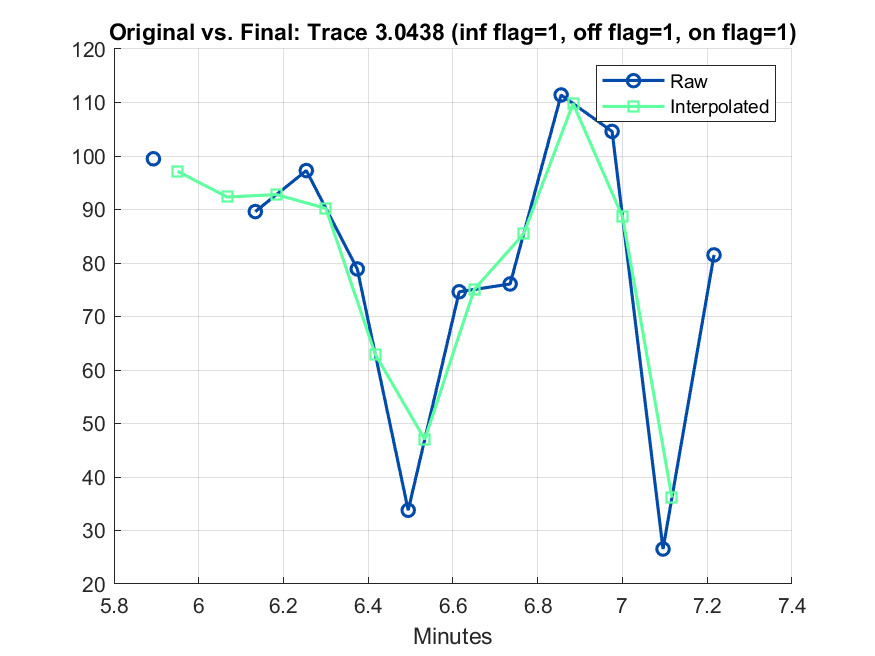 Original vs. Final: Trace 3.0438 (inf flag=1, off flag=1, on flag=1)
120
110
100
90
80
70
60
50
40
30
20
Raw
Interpolated
5.8 6 6.2 6.4 6.6 6.8 7 7.2 7.4
Minutes